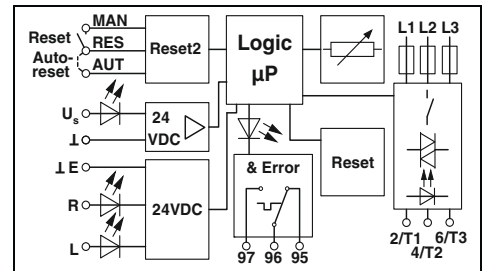 MAN
Reset
RES
Auto-
reset
AUT
Reset2
Logic
µP
L1 L2 L3
Us
24
VDC
⊥
⊥ E
R
L
24VDC
& Error
Reset
97 96 95
2/T1 6/T3
4/T2